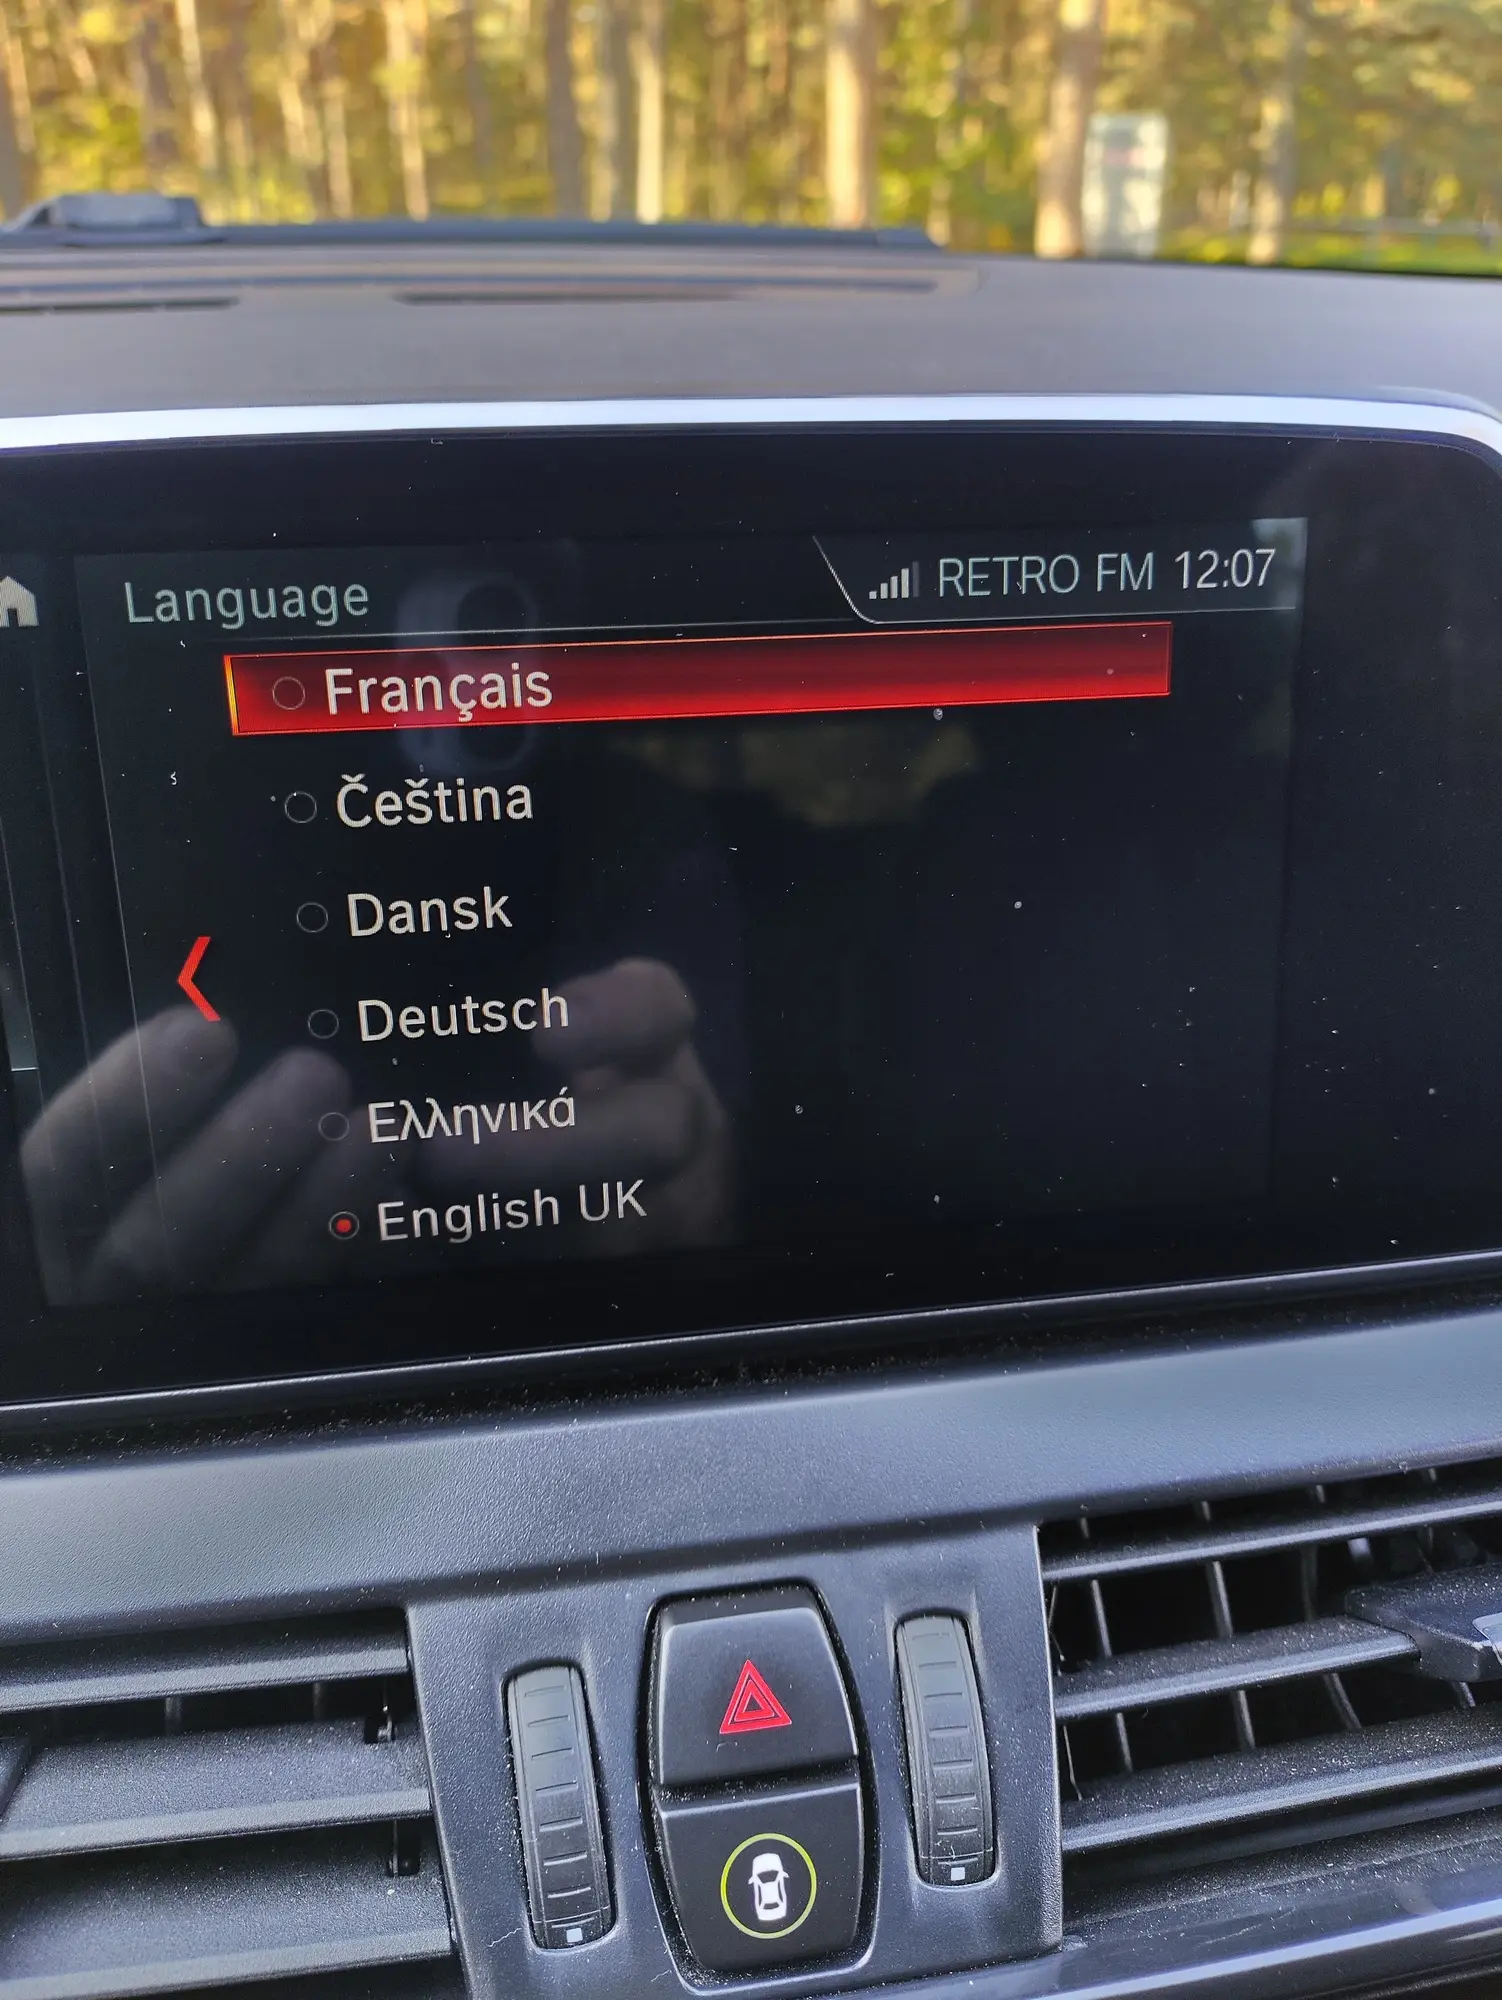 Language
RETRO FM 12:07
Français
Čeština
Dansk
Deutsch
Ελληνικά
English UK